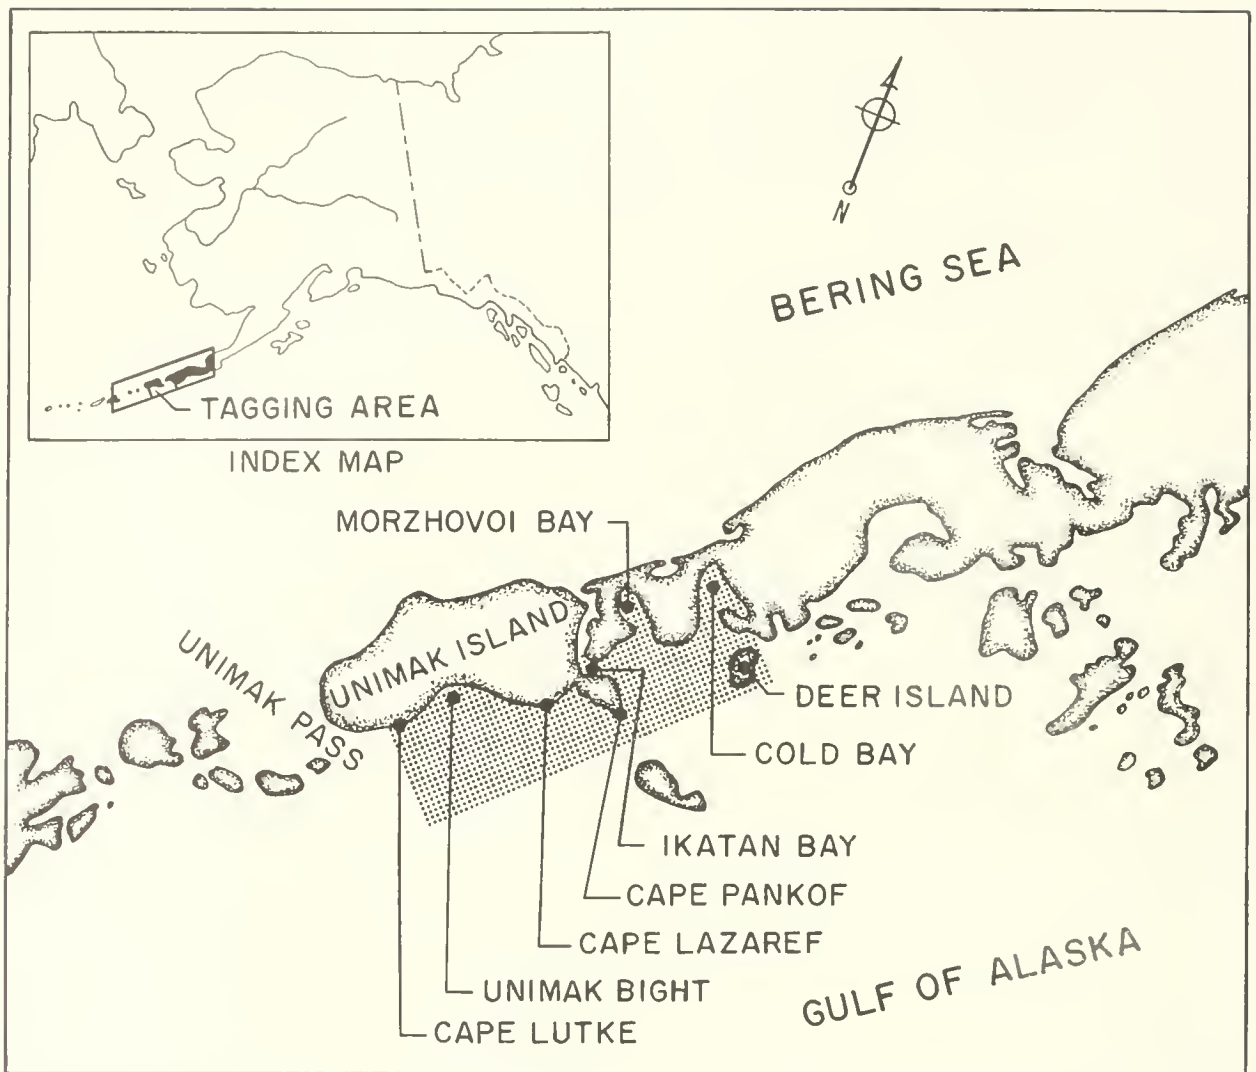 N
BERING SEA
TAGGING AREA
INDEX MAP
MORZHOVOI BAY
UNIMAK ISLAND
UNIMAK PASS
DEER ISLAND
COLD BAY
IKATAN BAY
CAPE PANKOF
CAPE LAZAREF
UNIMAK BIGHT
CAPE LUTKE
GULF OF ALASKA